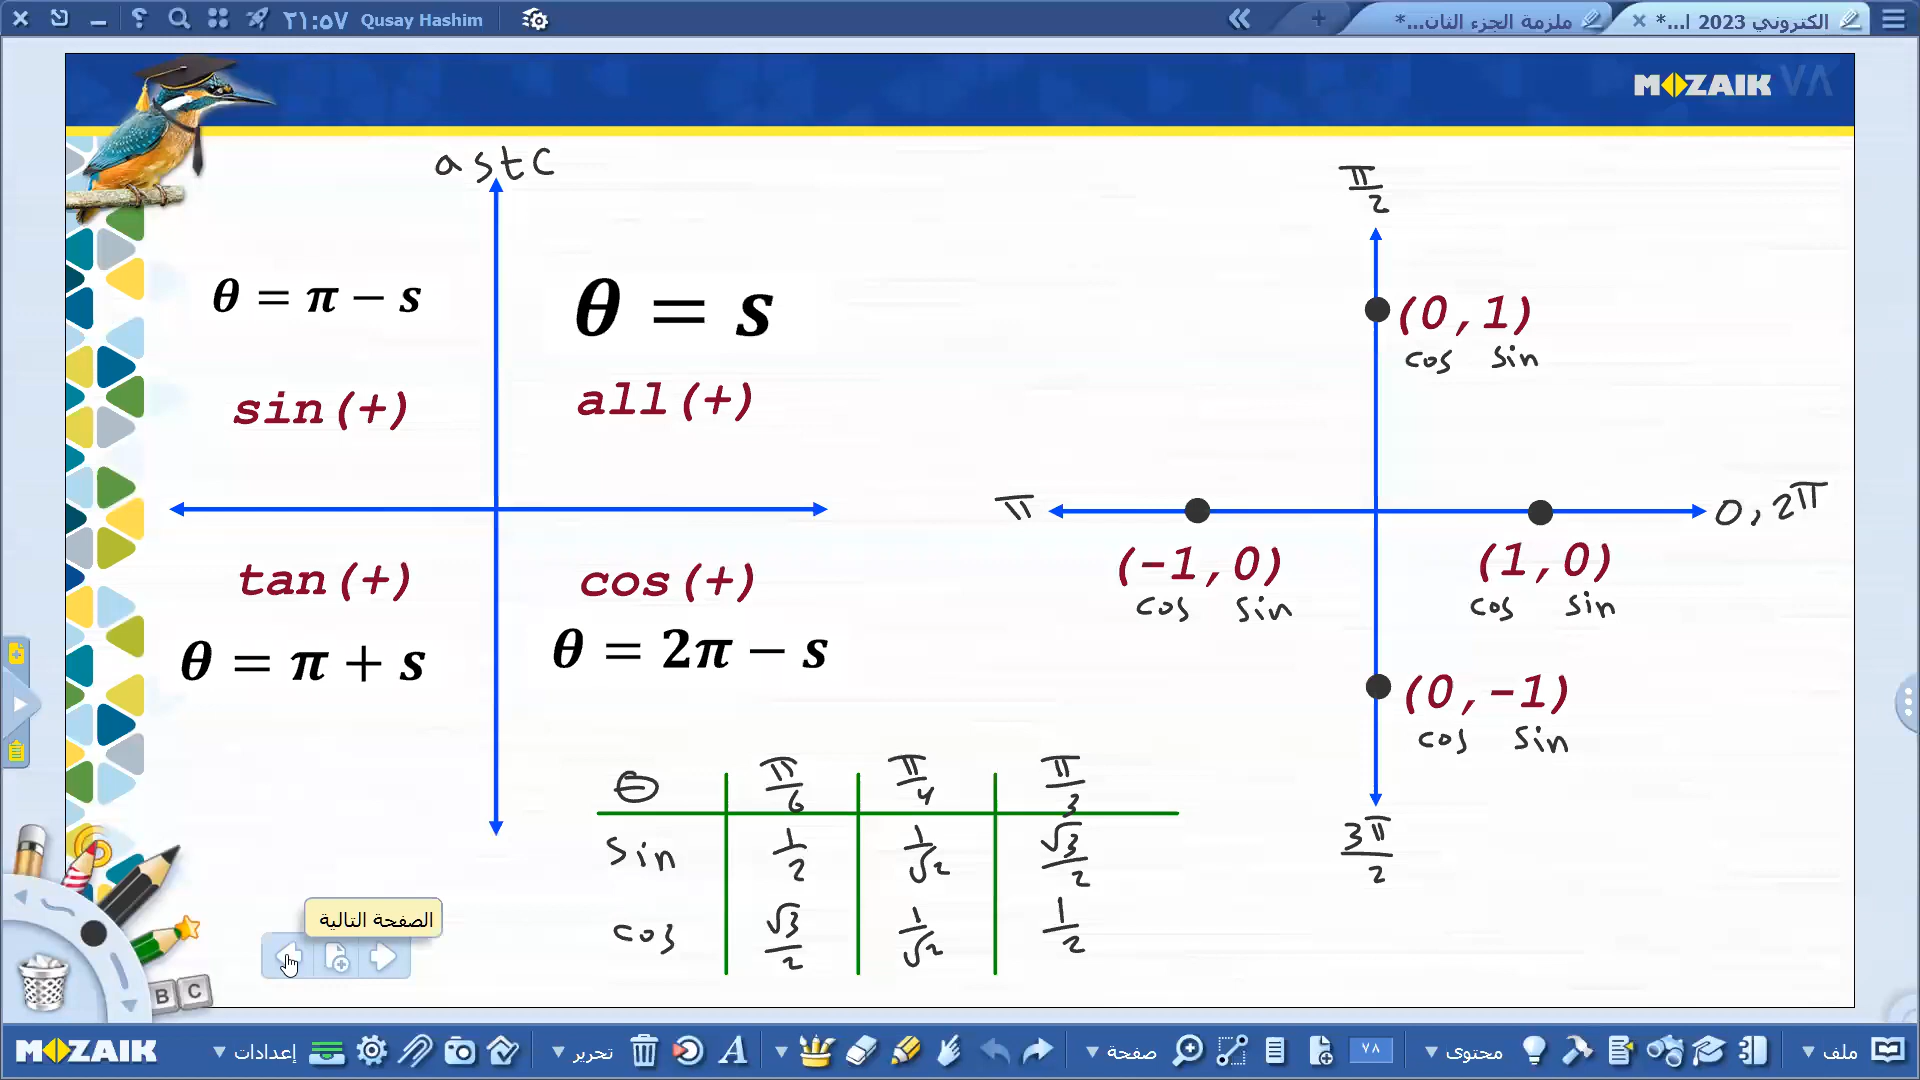 ٢١:٥٧ Qusay Hashim
ملزمة الجزء الثان...*
الكتروني 2023 ا...*
MOZAIK
astc
θ = π − s
θ = s
sin(+)
all(+)
tan(+)
cos(+)
θ = π + s
θ = 2π − s
π/2
(0,1)
cos sin
π
0, 2π
(-1,0)
cos sin
(1,0)
cos sin
(0,-1)
cos sin
3π/2
θ π/6 π/4 π/3
sin 1/2 1/√2 √3/2
cos √3/2 1/√2 1/2
الصفحة التالية
B C
MOZAIK
إعدادات
تحرير
صفحة
٧٨
محتوى
ملف